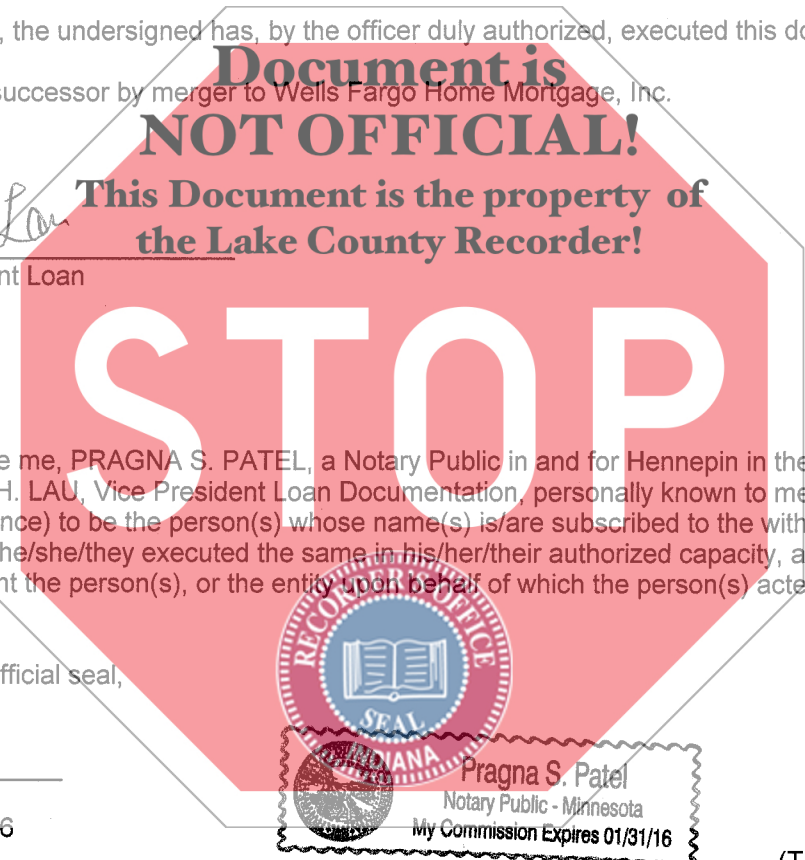 , the undersigned has, by the officer duly authorized, executed this do
Document is
successor by merger to Wells Fargo Home Mortgage, Inc.
NOT OFFICIAL!
This Document is the property of
Lau
the Lake County Recorder!
nt Loan
STOP
e me, PRAGNA S. PATEL, a Notary Public in and for Hennepin in the
H. LAU, Vice President Loan Documentation, personally known to me
nce) to be the person(s) whose name(s) is/are subscribed to the with
he/she/they executed the same in his/her/their authorized capacity, a
nt the person(s), or the entity upon behalf of which the person(s) acte
RECORDER'S OFFICE
fficial seal,
SEAL
INDIANA
Pragna S. Patel
Notary Public - Minnesota
6
My Commission Expires 01/31/16
(T